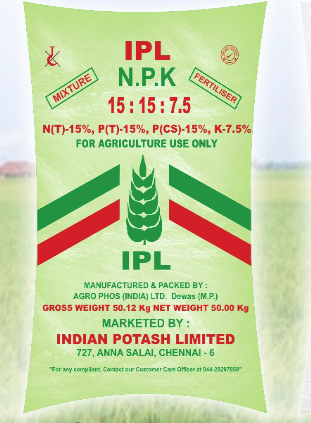 IPL
N.P.K
MIXTURE
FERTILISER
15 : 15 : 7.5
N(T)-15%, P(T)-15%, P(CS)-15%, K-7.5%
FOR AGRICULTURE USE ONLY
IPL
MANUFACTURED & PACKED BY :
AGRO PHOS (INDIA) LTD. Dewas (M.P.)
GROSS WEIGHT 50.12 Kg NET WEIGHT 50.00 Kg
MARKETED BY :
INDIAN POTASH LIMITED
727, ANNA SALAI, CHENNAI - 6
"For any compliant. Contact our Customer Care Officer at 044-28297858"